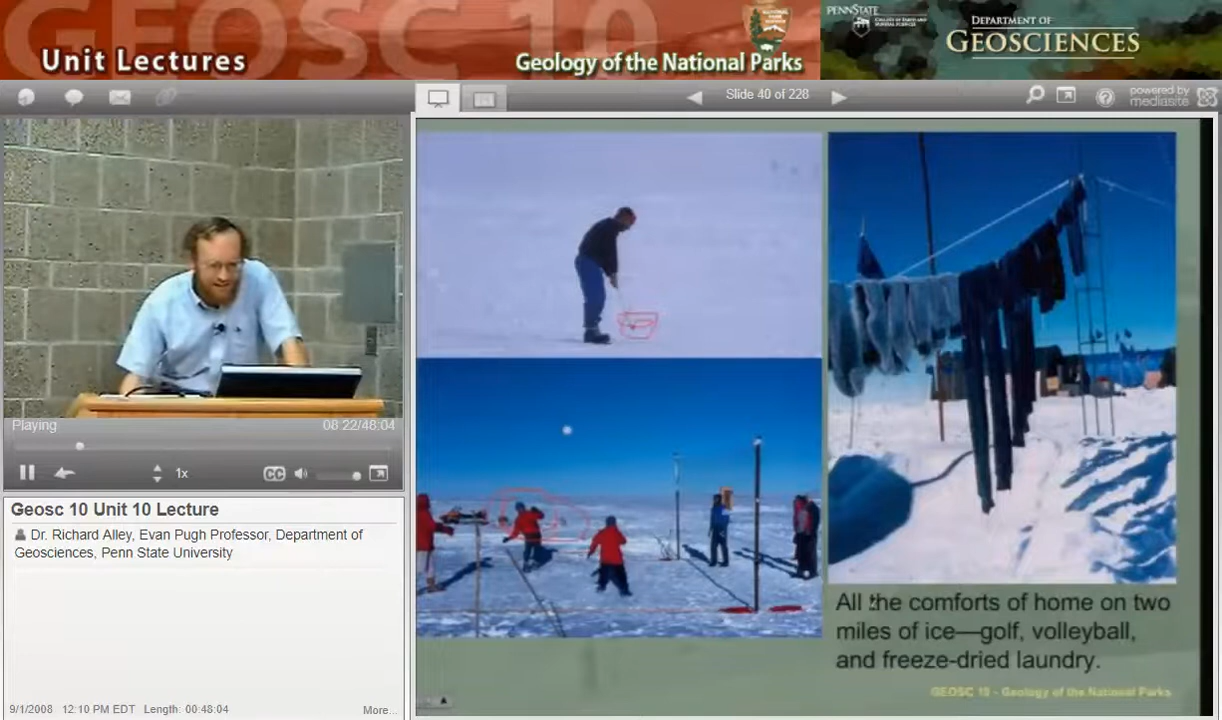 GEOSC 10
Unit Lectures
Geology of the National Parks
PENNSTATE
DEPARTMENT OF
GEOSCIENCES
Slide 40 of 228
powered by
mediasite
Playing
08:22/48:04
1x
CC
Geosc 10 Unit 10 Lecture
Dr. Richard Alley, Evan Pugh Professor, Department of
Geosciences, Penn State University
9/1/2008 12:10 PM EDT Length: 00:48:04
More...
All the comforts of home on two
miles of ice—golf, volleyball,
and freeze-dried laundry.
GEOSC 10 - Geology of the National Parks